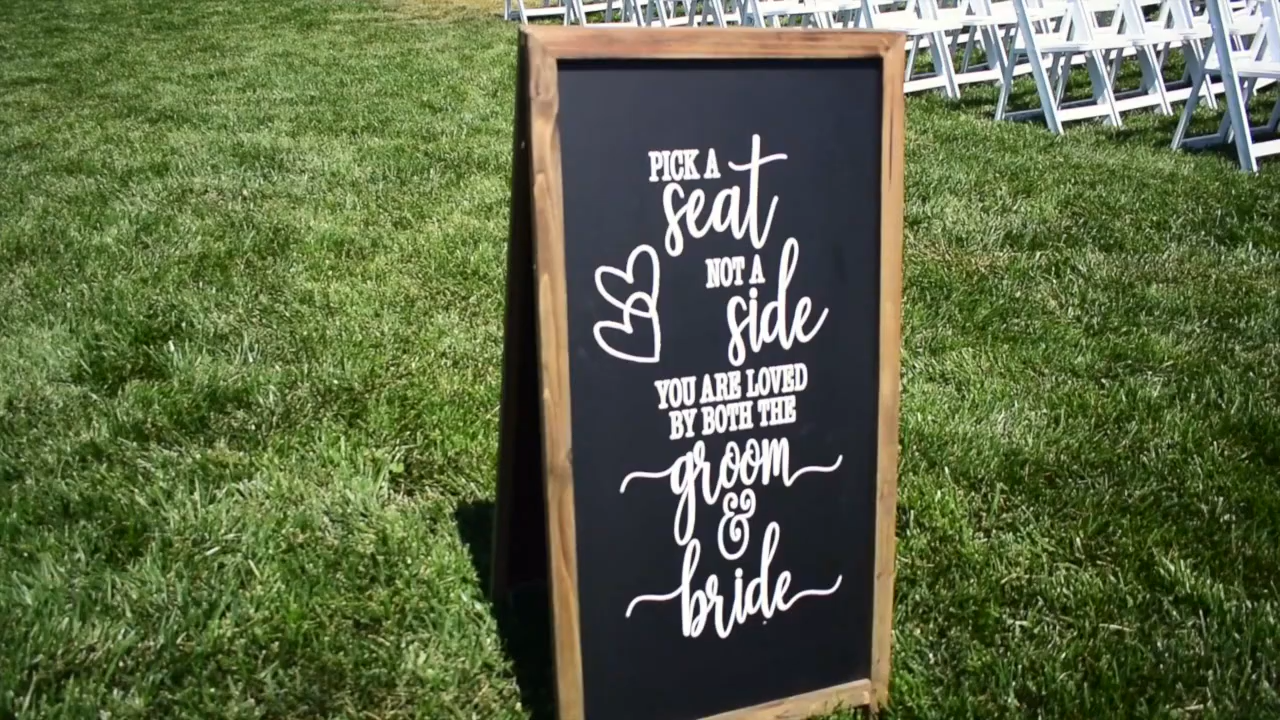 PICK A
seat
NOT A
side
YOU ARE LOVED
BY BOTH THE
groom
&
bride